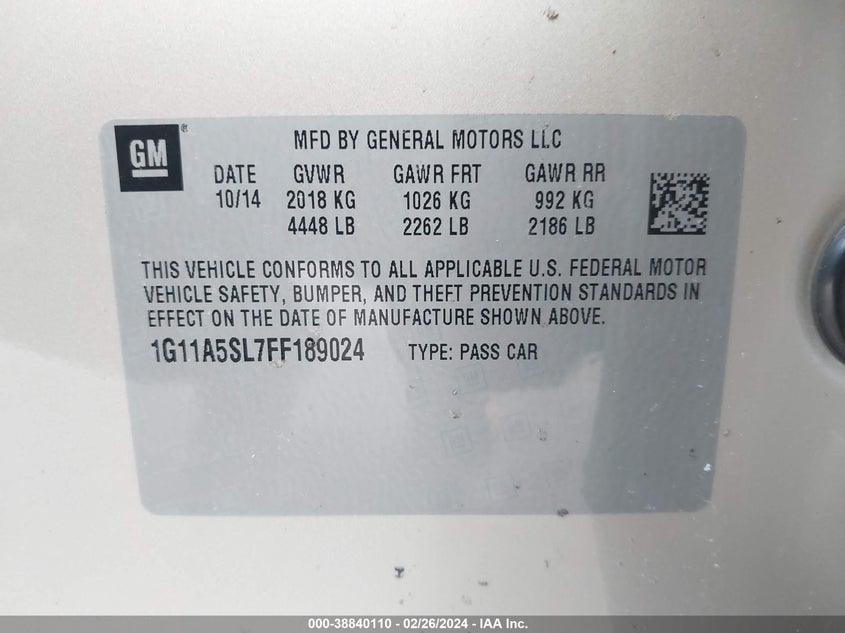 GM®
MFD BY GENERAL MOTORS LLC
DATE GVWR GAWR FRT GAWR RR
10/14 2018 KG 1026 KG 992 KG
4448 LB 2262 LB 2186 LB
THIS VEHICLE CONFORMS TO ALL APPLICABLE U.S. FEDERAL MOTOR
VEHICLE SAFETY, BUMPER, AND THEFT PREVENTION STANDARDS IN
EFFECT ON THE DATE OF MANUFACTURE SHOWN ABOVE.
1G11A5SL7FF189024 TYPE: PASS CAR
000-38840110 - 02/26/2024 - IAA Inc.